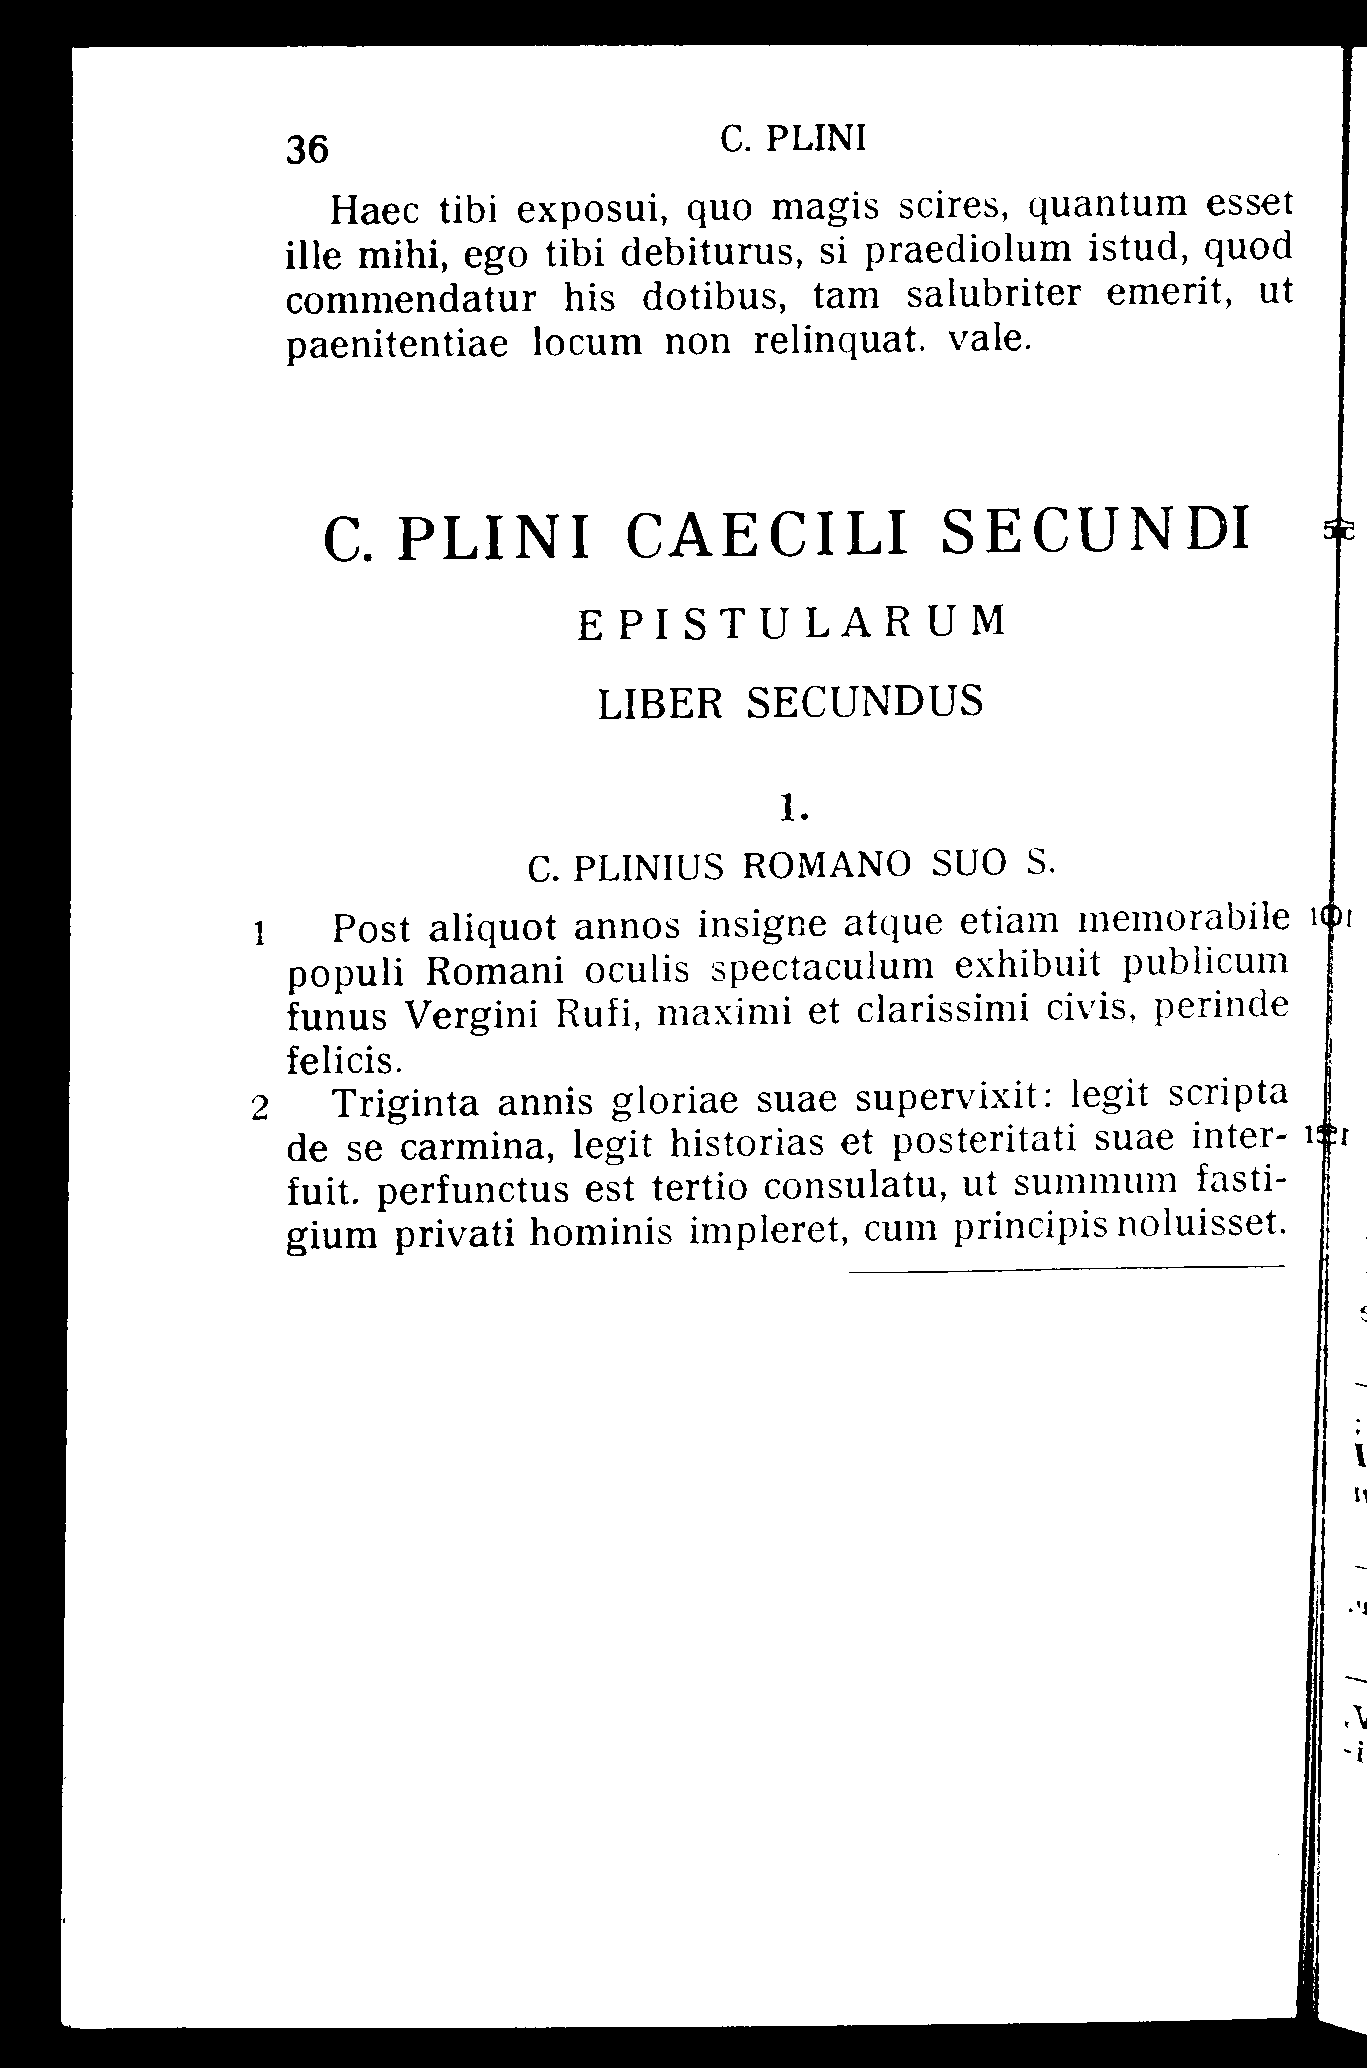 36
C. PLINI
Haec tibi exposui, quo magis scires, quantum esset
ille mihi, ego tibi debiturus, si praediolum istud, quod
commendatur his dotibus, tam salubriter emerit, ut
paenitentiae locum non relinquat. vale.
C. PLINI CAECILI SECUNDI
EPISTULARUM
LIBER SECUNDUS
1.
C. PLINIUS ROMANO SUO S.
1 Post aliquot annos insigne atque etiam memorabile
populi Romani oculis spectaculum exhibuit publicum
funus Vergini Rufi, maximi et clarissimi civis, perinde
felicis.
2 Triginta annis gloriae suae supervixit: legit scripta
de se carmina, legit historias et posteritati suae inter-
fuit. perfunctus est tertio consulatu, ut summum fasti-
gium privati hominis impleret, cum principis noluisset.